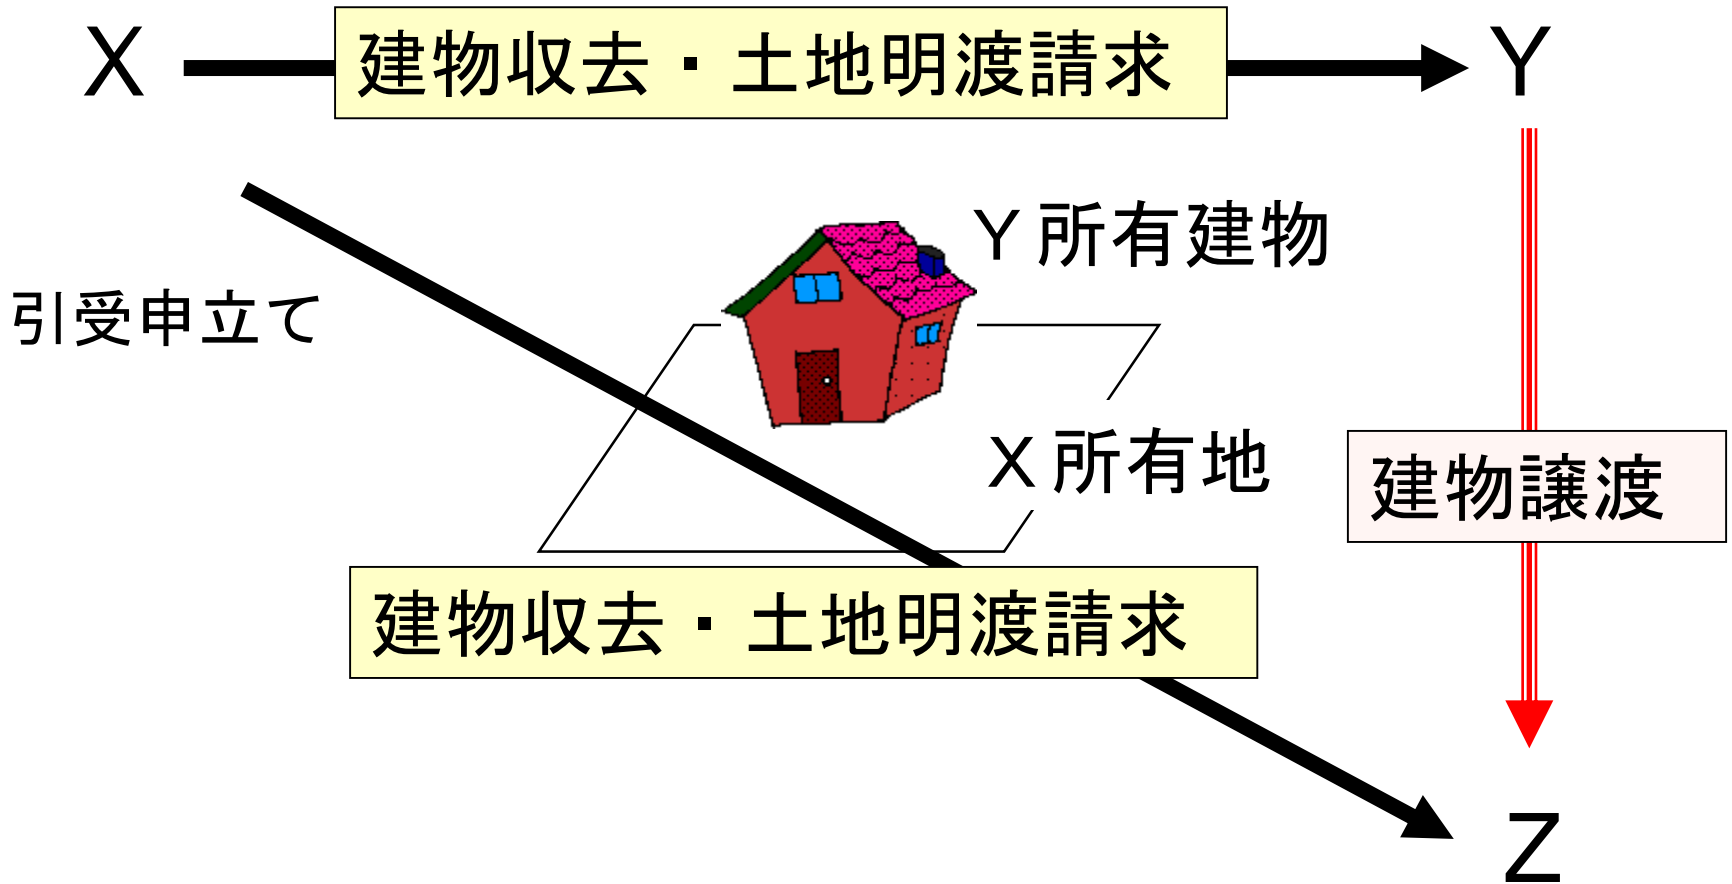 X 建物収去・土地明渡請求 Y
Y所有建物
引受申立て
X所有地
建物譲渡
建物収去・土地明渡請求
Z